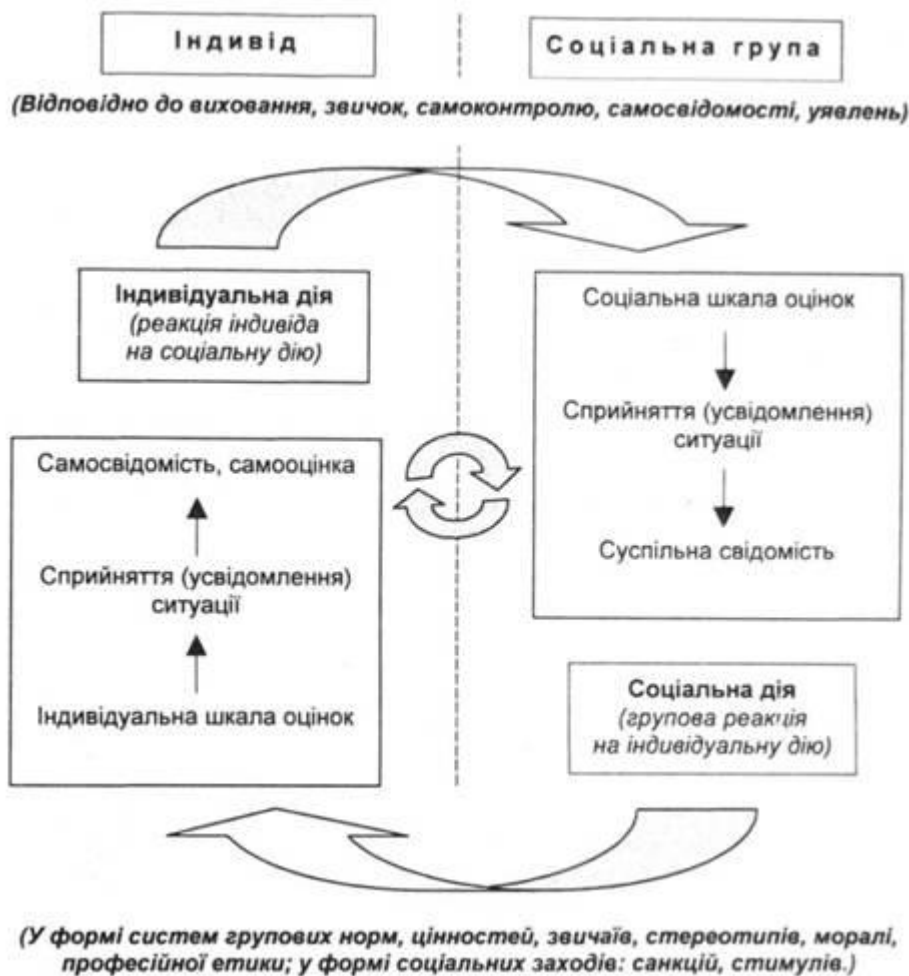 Індивід
Соціальна група
(Відповідно до виховання, звичок, самоконтролю, самосвідомості, уявлень)
Індивідуальна дія
(реакція індивіда
на соціальну дію)
Соціальна шкала оцінок
Сприйняття (усвідомлення)
ситуації
Суспільна свідомість
Самосвідомість, самооцінка
Сприйняття (усвідомлення)
ситуації
Індивідуальна шкала оцінок
Соціальна дія
(групова реакція
на індивідуальну дію)
(У формі систем групових норм, цінностей, звичаїв, стереотипів, моралі,
професійної етики; у формі соціальних заходів: санкцій, стимулів.)